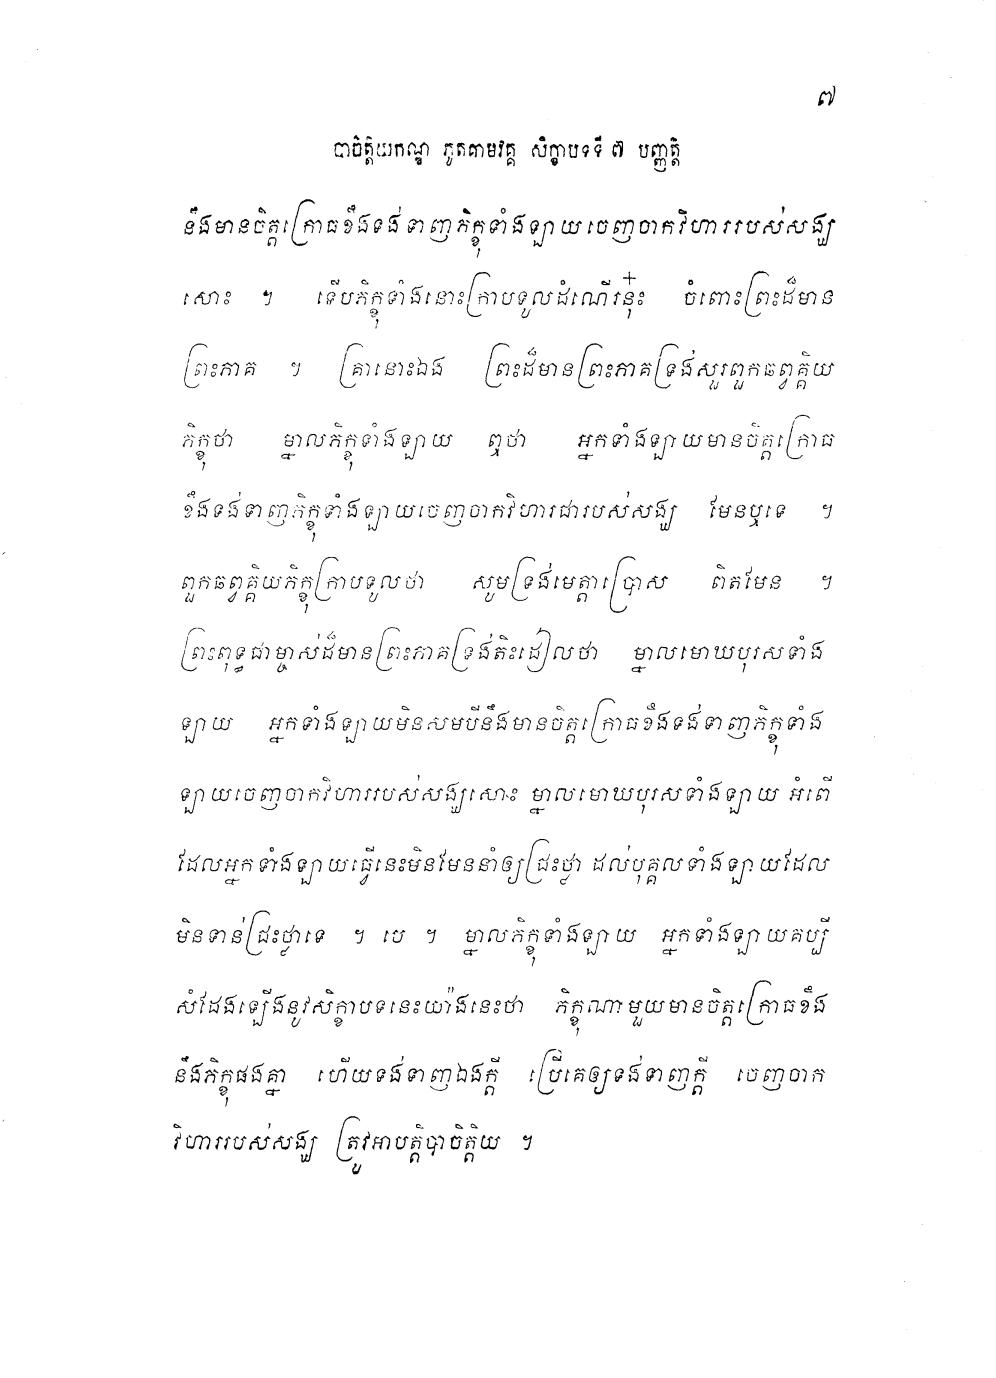 ៧
បាចិត្តិយកណ្ឌ ភូតគាមវគ្គ សិក្ខាបទទី ៧ បញ្ញត្តិ
នឹងមានចិត្តក្រោធខឹងទង់ទាញភិក្ខុទាំងឡាយចេញចាកវិហាររបស់សង្ឃ
សោះ ។ ទើបភិក្ខុទាំងនោះក្រាបទូលដំណើរនុ៎ះ ចំពោះព្រះដ៏មាន
ព្រះភាគ ។ គ្រានោះឯង ព្រះដ៏មានព្រះភាគទ្រង់សួរពួកឆព្វគ្គិយ
ភិក្ខុថា ម្នាលភិក្ខុទាំងឡាយ ឮថា អ្នកទាំងឡាយមានចិត្តក្រោធ
ខឹងទង់ទាញភិក្ខុទាំងឡាយចេញចាកវិហារជារបស់សង្ឃ មែនឬទេ ។
ពួកឆព្វគ្គិយភិក្ខុក្រាបទូលថា សូមទ្រង់មេត្តាប្រោស ពិតមែន ។
ព្រះពុទ្ធជាម្ចាស់ដ៏មានព្រះភាគទ្រង់តិះដៀលថា ម្នាលមោឃបុរសទាំង
ឡាយ អ្នកទាំងឡាយមិនសមបីនឹងមានចិត្តក្រោធខឹងទង់ទាញភិក្ខុទាំង
ឡាយចេញចាកវិហាររបស់សង្ឃសោះ ម្នាលមោឃបុរសទាំងឡាយ អំពើ
ដែលអ្នកទាំងឡាយធ្វើនេះមិនមែននាំឲ្យជ្រះថ្លា ដល់បុគ្គលទាំងឡាយដែល
មិនទាន់ជ្រះថ្លាទេ ។ បេ ។ ម្នាលភិក្ខុទាំងឡាយ អ្នកទាំងឡាយគប្បី
សំដែងឡើងនូវសិក្ខាបទនេះយ៉ាងនេះថា ភិក្ខុណាមួយមានចិត្តក្រោធខឹង
នឹងភិក្ខុផងគ្នា ហើយទង់ទាញឯងក្តី ប្រើគេឲ្យទង់ទាញក្តី ចេញចាក
វិហាររបស់សង្ឃ ត្រូវអាបត្តិបាចិត្តិយ ។